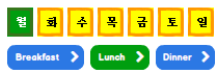 월 화 수 목 금 토 일
Breakfast Lunch Dinner